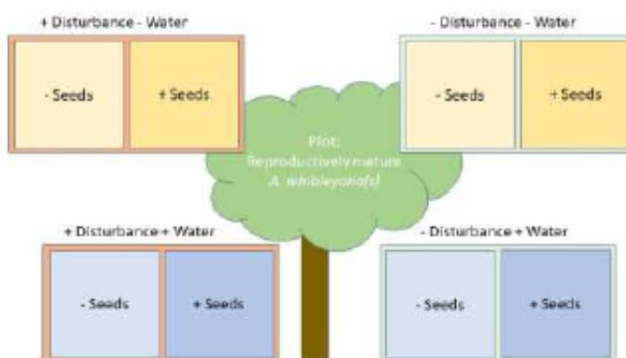 + Disturbance - Water
- Disturbance - Water
- Seeds
+ Seeds
- Seeds
+ Seeds
Plot:
Reproductively mature
A. whibleyana(s)
+ Disturbance + Water
- Disturbance + Water
- Seeds
+ Seeds
- Seeds
+ Seeds